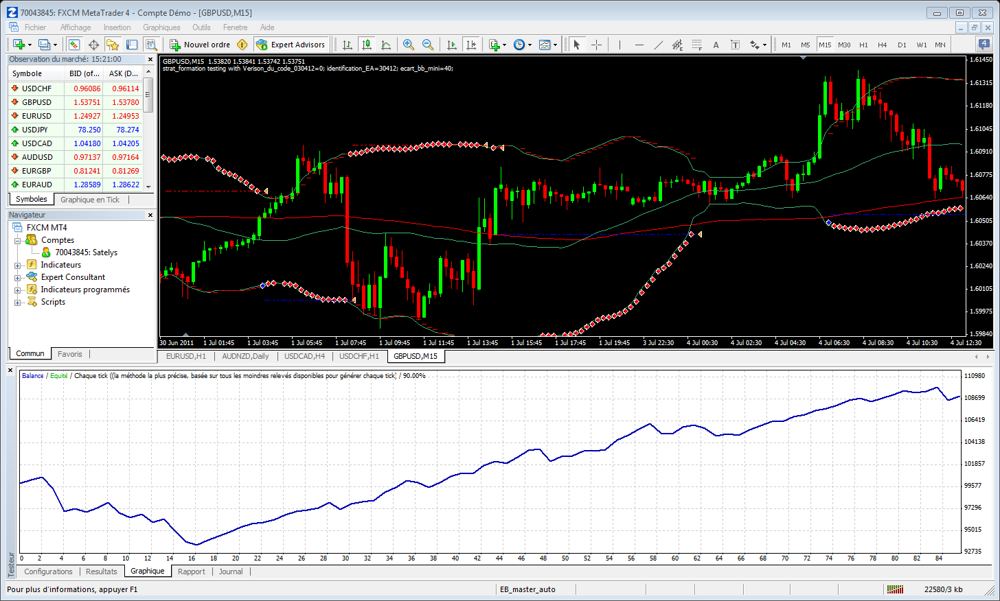 70043845: FXCM MetaTrader 4 - Compte Démo - [GBPUSD,M15]
Fichier Affichage Insertion Graphiques Outils Fenetre Aide
Nouvel ordre Expert Advisors A T M1 M5 M15 M30 H1 H4 D1 W1 MN 4
Observation du marché: 15:21:00
Symbole BID (of... ASK (D...
USDCHF 0.96086 0.96114
GBPUSD 1.53751 1.53780
EURUSD 1.24927 1.24953
USDJPY 78.250 78.274
USDCAD 1.04180 1.04205
AUDUSD 0.97137 0.97164
EURGBP 0.81241 0.81269
EURAUD 1.28589 1.28622
Symboles Graphique en Tick
Navigateur
FXCM MT4
Comptes
70043845: Satelys
Indicateurs
Expert Consultant
Indicateurs programmés
Scripts
Commun Favoris
GBPUSD,M15 1.53820 1.53841 1.53742 1.53751
strat_formation testing with Verison_du_code_030412=0; identification_EA=30412; ecart_bb_mini=40;
1.61450
1.61315
1.61180
1.61045
1.60910
1.60775
1.60640
1.60505
1.60370
1.60240
1.60105
1.59975
1.59840
30 Jun 2011 1 Jul 01:45 1 Jul 03:45 1 Jul 05:45 1 Jul 07:45 1 Jul 09:45 1 Jul 11:45 1 Jul 13:45 1 Jul 15:45 1 Jul 17:45 1 Jul 19:45 3 Jul 22:30 4 Jul 00:30 4 Jul 02:30 4 Jul 04:30 4 Jul 06:30 4 Jul 08:30 4 Jul 10:30 4 Jul 12:30
EURUSD,H1 AUDNZD,Daily USDCAD,H4 USDCHF,H1 GBPUSD,M15
Balance / Equité / Chaque tick ((la méthode la plus précise, basée sur tous les moindres relevés disponibles pour générer chaque tick) / 90.00%
110980
108699
106419
104138
101857
99577
97296
95015
92735
0 2 4 6 8 10 12 14 16 18 20 22 24 26 28 30 32 34 36 38 40 42 44 46 48 50 52 54 56 58 60 62 64 66 68 70 72 74 76 78 80 82 84
Testeur
Configurations Resultats Graphique Rapport Journal
Pour plus d'informations, appuyer F1 EB_master_auto 22580/3 kb